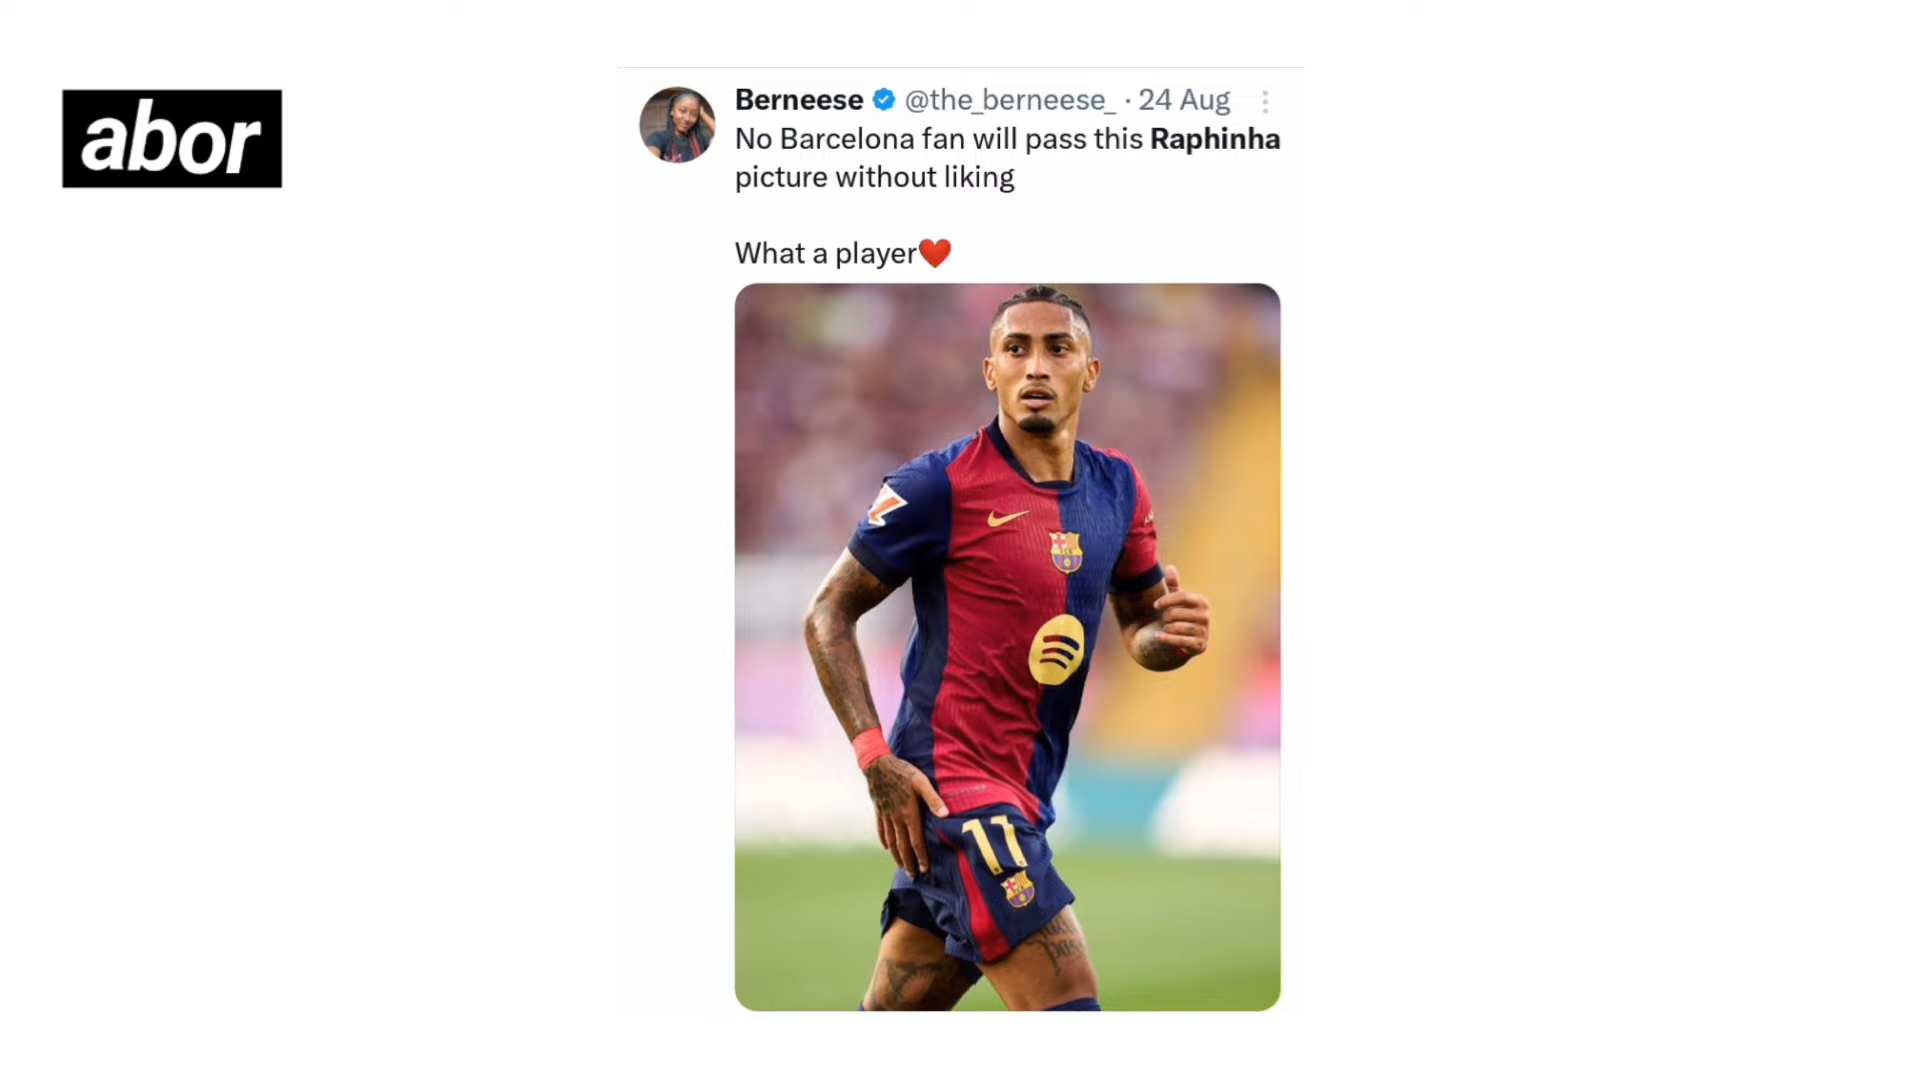 abor
Berneese @the_berneese_ · 24 Aug
No Barcelona fan will pass this Raphinha
picture without liking
What a player❤️
11